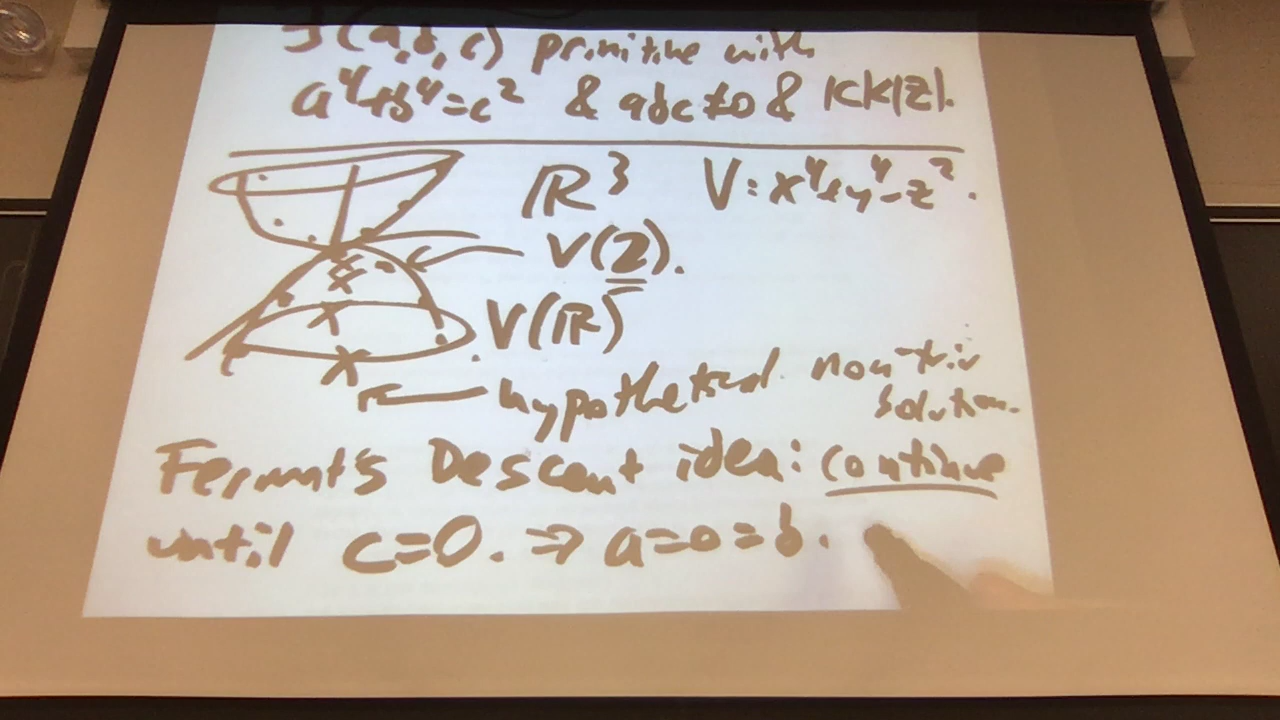 ∃(a,b,c) primitive with
a⁴+b⁴=c² & abc≠0 & |c|<|z|.
ℝ³ V: x⁴+y⁴-z².
V(ℤ).
V(ℝ)
hypothetical non-triv
solution.
Fermat's Descent idea: continue
until c=0. ⇒ a=0=b.